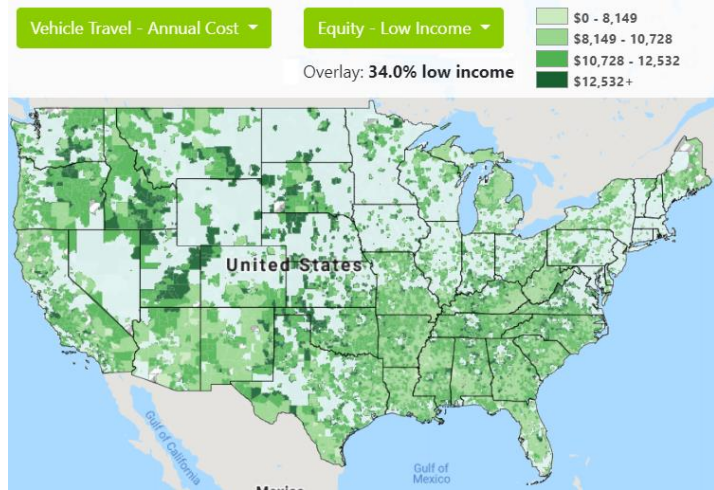 Vehicle Travel - Annual Cost
Equity - Low Income
Overlay: 34.0% low income
$0 - 8,149
$8,149 - 10,728
$10,728 - 12,532
$12,532+
United States
Gulf of California
Gulf of
Mexico
Mexico